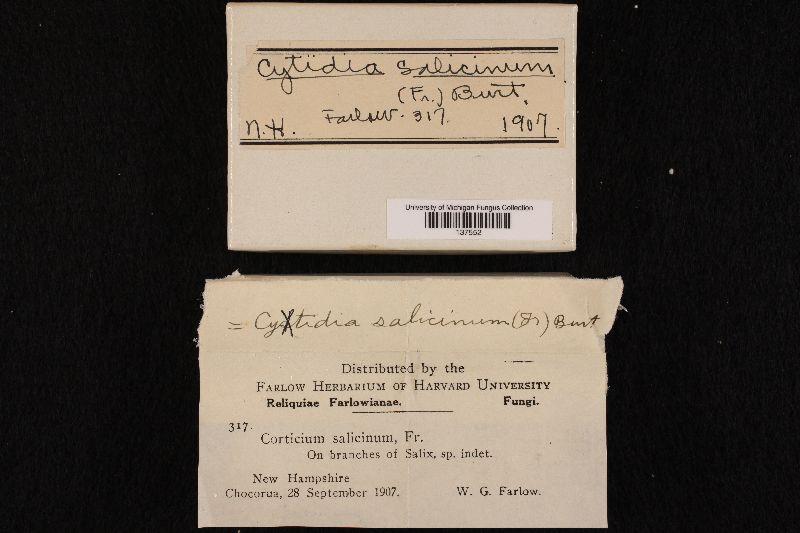 Cytidia salicinum
(Fr.) Burt.
Farlow. 317.
N.H. 1907.
University of Michigan Fungus Collection
137552
= Cytidia salicinum (Fr) Burt
Distributed by the
FARLOW HERBARIUM OF HARVARD UNIVERSITY
Reliquiae Farlowianae. Fungi.
317.
Corticium salicinum, Fr.
On branches of Salix, sp. indet.
New Hampshire
Chocorua, 28 September 1907. W. G. Farlow.